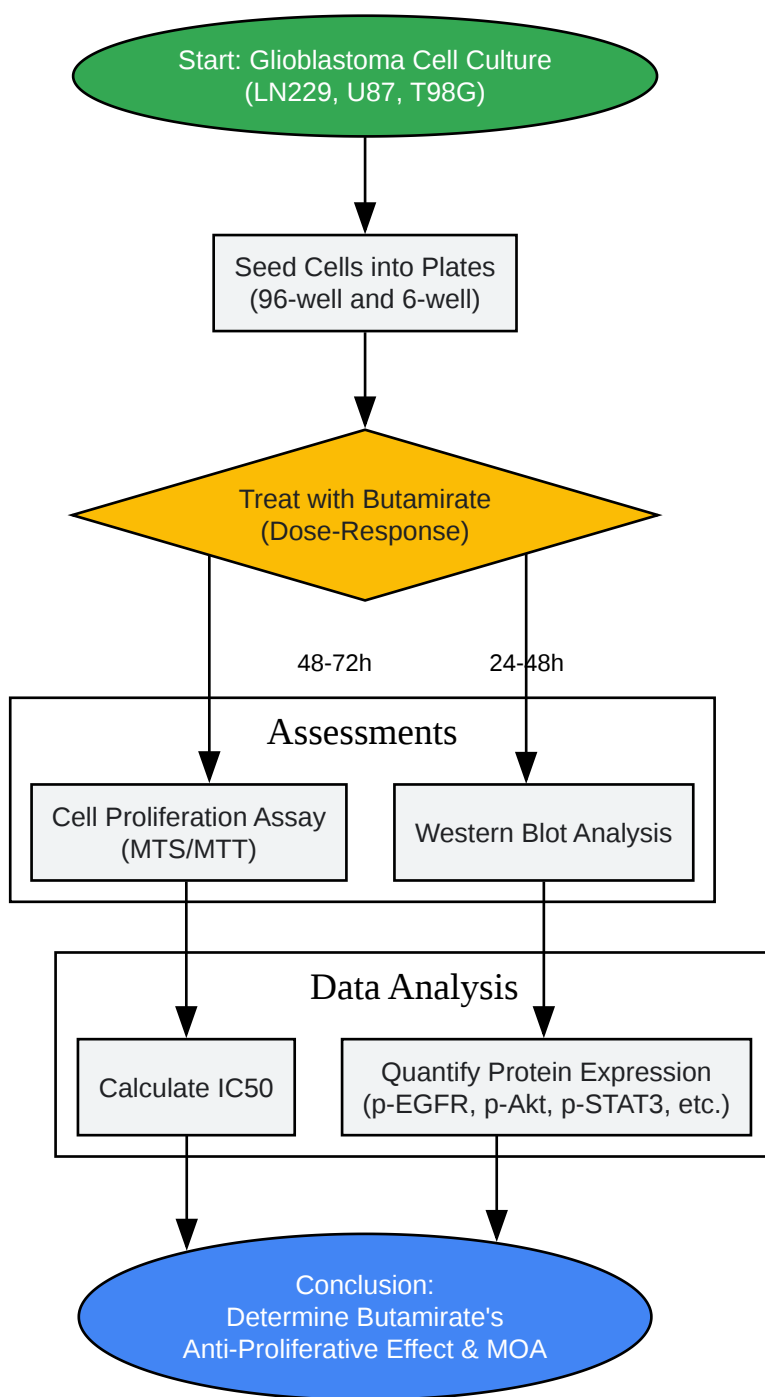 Start: Glioblastoma Cell Culture
(LN229, U87, T98G)
Seed Cells into Plates
(96-well and 6-well)
Treat with Butamirate
(Dose-Response)
48-72h
24-48h
Assessments
Cell Proliferation Assay
(MTS/MTT)
Western Blot Analysis
Data Analysis
Calculate IC50
Quantify Protein Expression
(p-EGFR, p-Akt, p-STAT3, etc.)
Conclusion:
Determine Butamirate's
Anti-Proliferative Effect & MOA